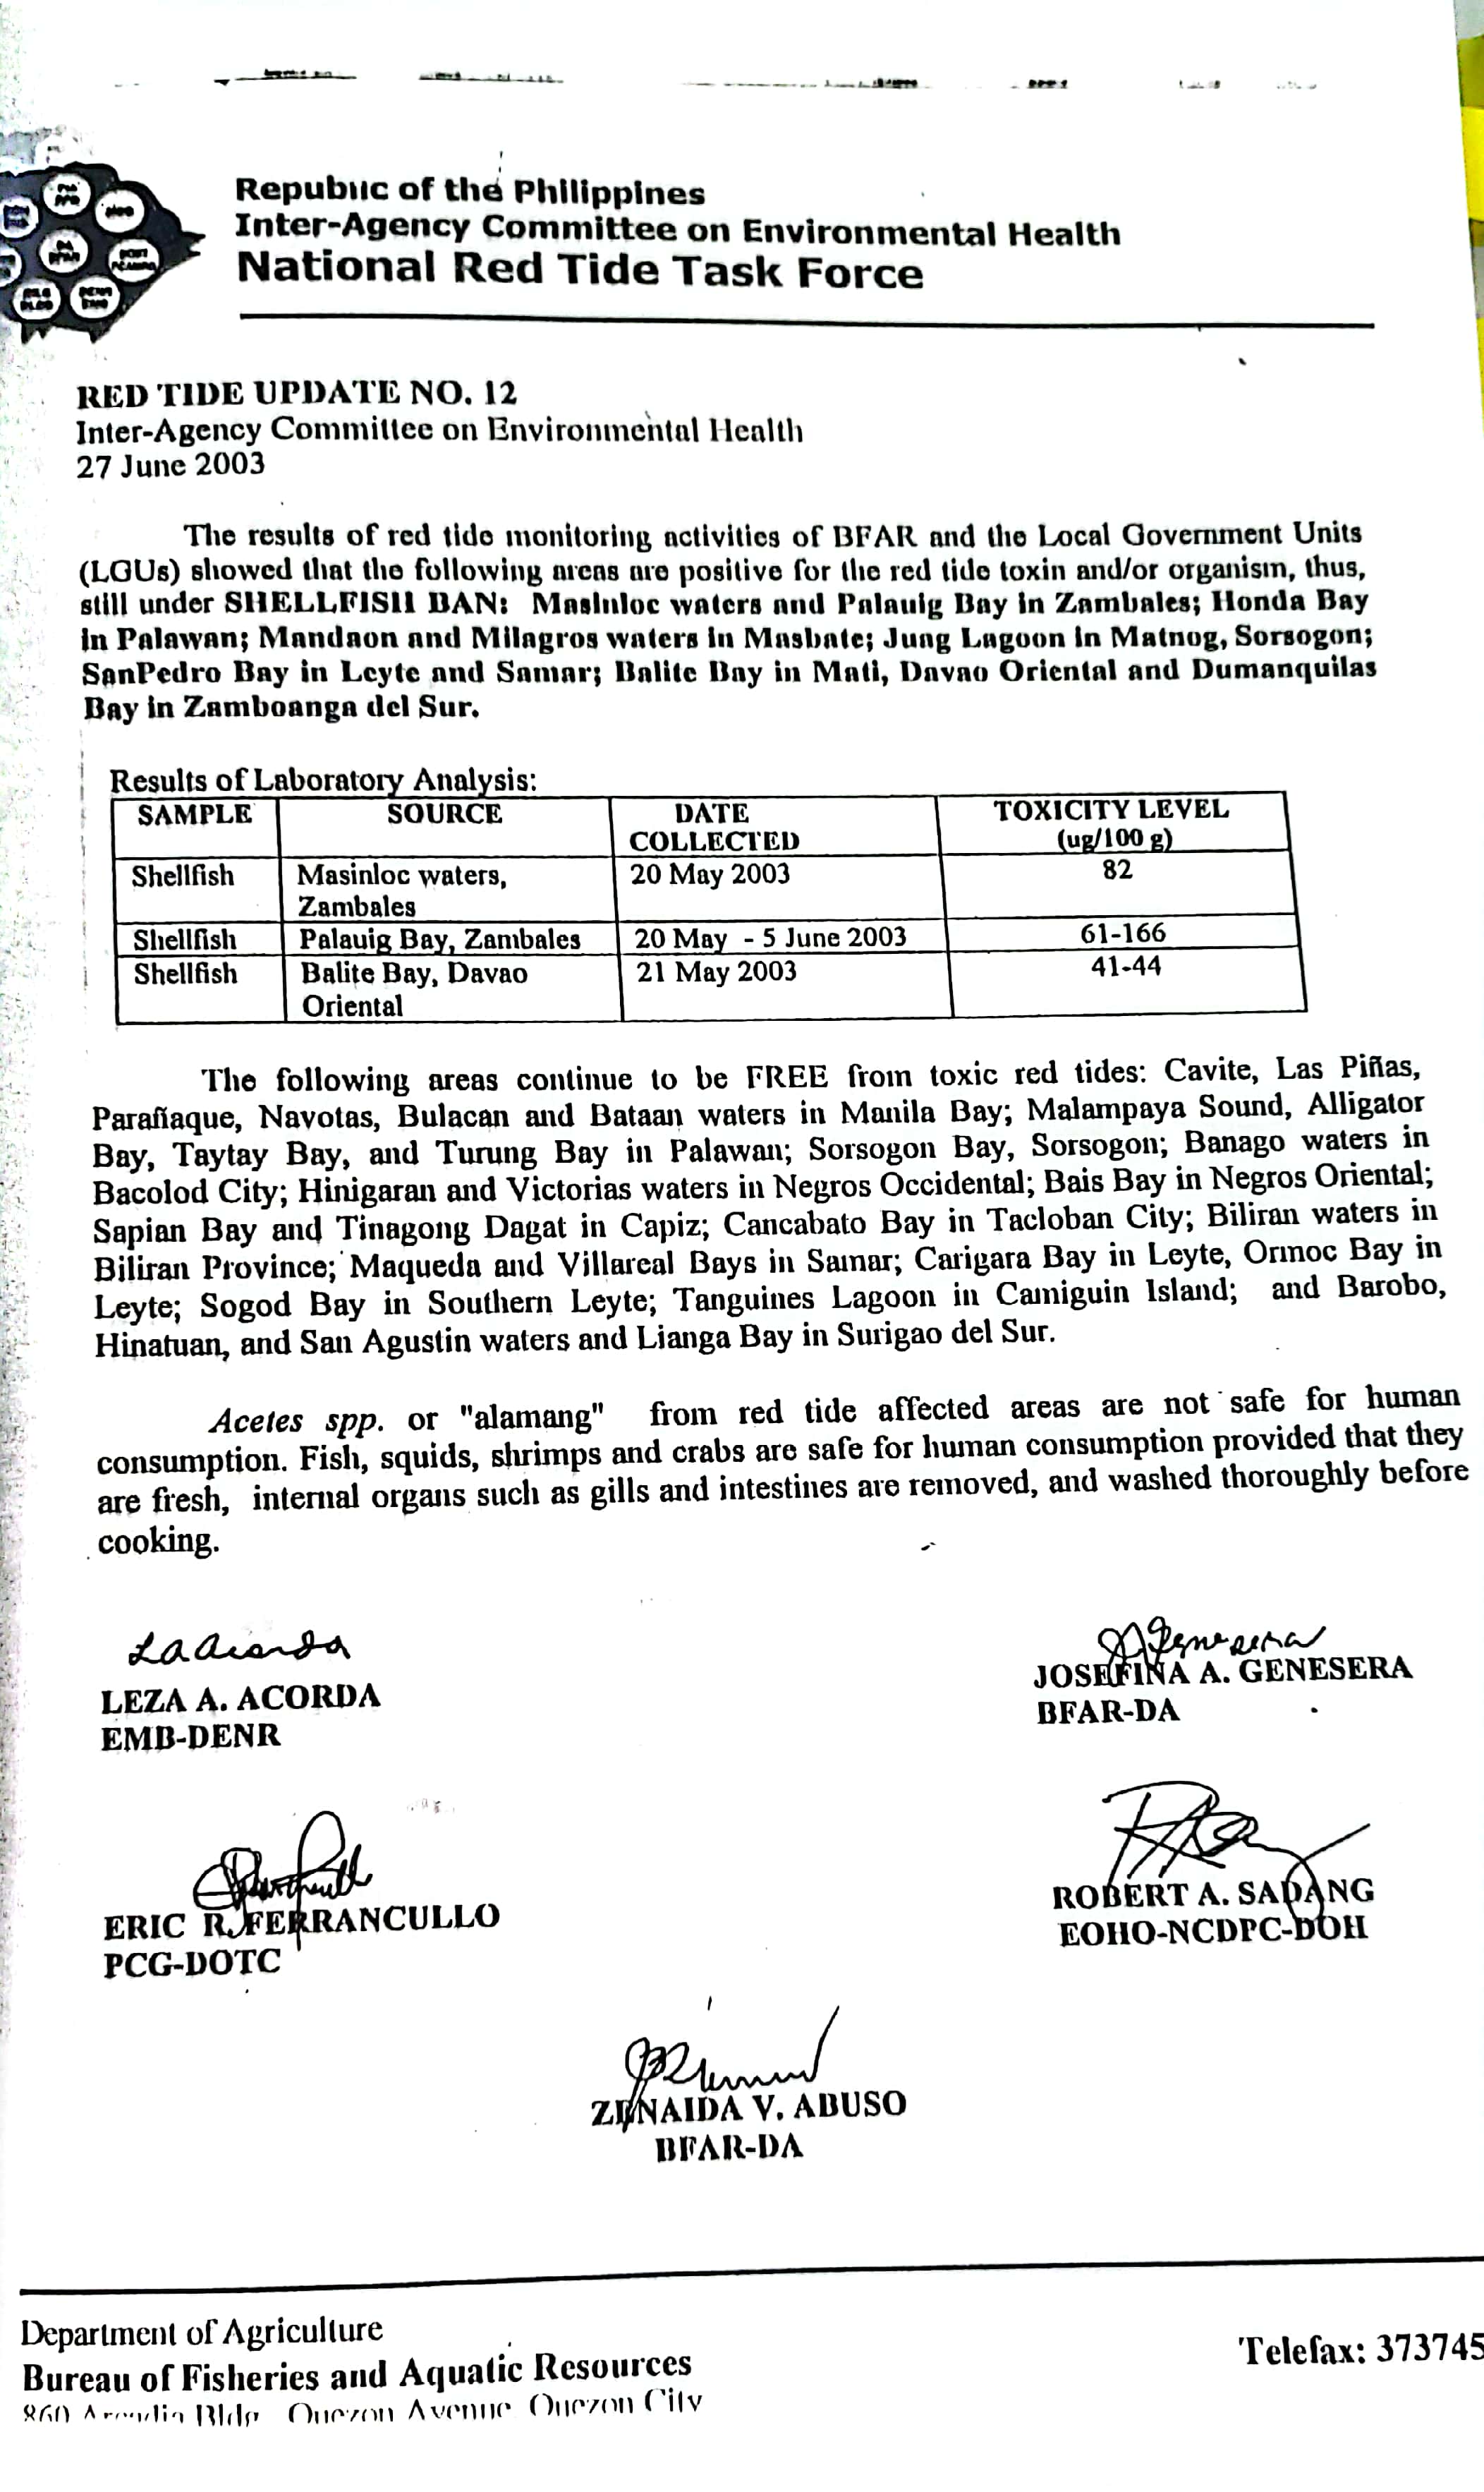 Republic of the Philippines
Inter-Agency Committee on Environmental Health
National Red Tide Task Force
RED TIDE UPDATE NO. 12
Inter-Agency Committee on Environmental Health
27 June 2003
The results of red tide monitoring activities of BFAR and the Local Government Units
(LGUs) showed that the following areas are positive for the red tide toxin and/or organism, thus,
still under SHELLFISH BAN: Masinloc waters and Palauig Bay in Zambales; Honda Bay
in Palawan; Mandaon and Milagros waters in Masbate; Jung Lagoon in Matnog, Sorsogon;
SanPedro Bay in Leyte and Samar; Balite Bay in Mati, Davao Oriental and Dumanquilas
Bay in Zamboanga del Sur.
Results of Laboratory Analysis:
SAMPLE SOURCE DATE COLLECTED TOXICITY LEVEL (ug/100 g)
Shellfish Masinloc waters, Zambales 20 May 2003 82
Shellfish Palauig Bay, Zambales 20 May - 5 June 2003 61-166
Shellfish Balite Bay, Davao Oriental 21 May 2003 41-44
The following areas continue to be FREE from toxic red tides: Cavite, Las Piñas,
Parañaque, Navotas, Bulacan and Bataan waters in Manila Bay; Malampaya Sound, Alligator
Bay, Taytay Bay, and Turung Bay in Palawan; Sorsogon Bay, Sorsogon; Banago waters in
Bacolod City; Hinigaran and Victorias waters in Negros Occidental; Bais Bay in Negros Oriental;
Sapian Bay and Tinagong Dagat in Capiz; Cancabato Bay in Tacloban City; Biliran waters in
Biliran Province; Maqueda and Villareal Bays in Samar; Carigara Bay in Leyte, Ormoc Bay in
Leyte; Sogod Bay in Southern Leyte; Tanguines Lagoon in Camiguin Island; and Barobo,
Hinatuan, and San Agustin waters and Lianga Bay in Surigao del Sur.
Acetes spp. or "alamang" from red tide affected areas are not safe for human
consumption. Fish, squids, shrimps and crabs are safe for human consumption provided that they
are fresh, internal organs such as gills and intestines are removed, and washed thoroughly before
cooking.
LEZA A. ACORDA
EMB-DENR
JOSEFINA A. GENESERA
BFAR-DA
ERIC R. FERRANCULLO
PCG-DOTC
ROBERT A. SADANG
EOHO-NCDPC-DOH
ZENAIDA V. ABUSO
BFAR-DA
Department of Agriculture
Bureau of Fisheries and Aquatic Resources
860 Arcadia Bldg Quezon Avenue Quezon City
Telefax: 373745